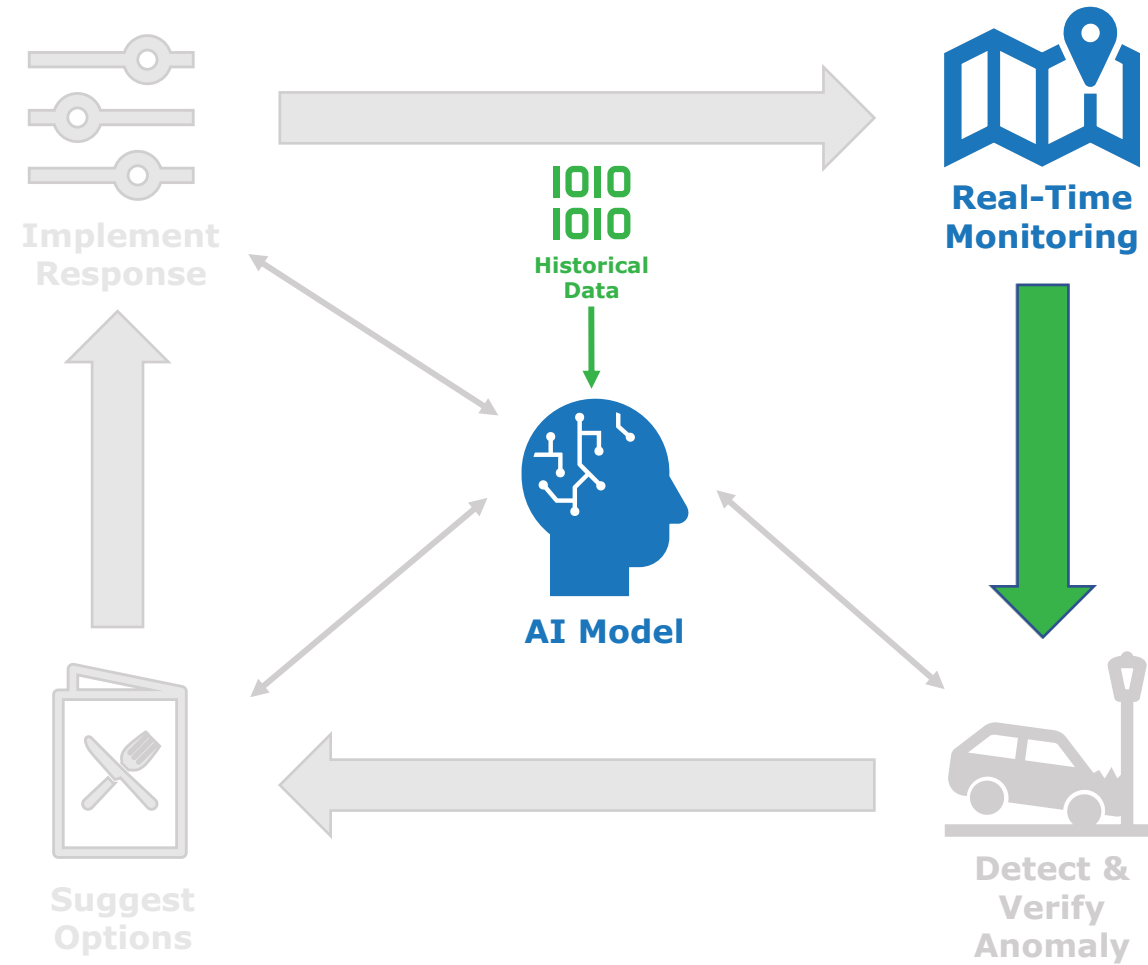 Implement
Response
1010
1010
Historical
Data
Real-Time
Monitoring
AI Model
Suggest
Options
Detect &
Verify
Anomaly